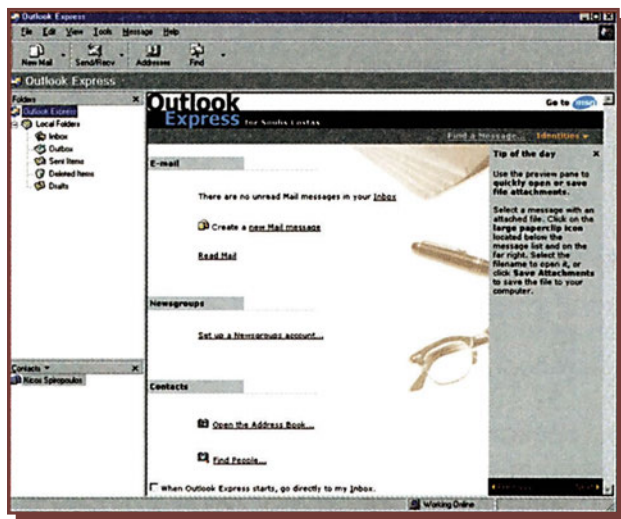 Outlook Express
File Edit View Tools Message Help
New Mail Send/Recv Addresses Find
Outlook Express
Folders
Outlook Express
Local Folders
Inbox
Outbox
Sent Items
Deleted Items
Drafts
Contacts
Nicos Spiropoulos
Outlook
Express
Go to msn
Find a Message... Identities
E-mail
There are no unread Mail messages in your Inbox
Create a new Mail message
Read Mail
Newsgroups
Set up a Newsgroups account...
Contacts
Open the Address Book...
Find People...
When Outlook Express starts, go directly to my Inbox.
Tip of the day
Use the preview pane to
quickly open or save
file attachments.
Select a message with an
attached file. Click on the
large paperclip icon
located below the
message list and on the
far right. Select the
filename to open it, or
click Save Attachments
to save the file to your
computer.
Next
Working Online